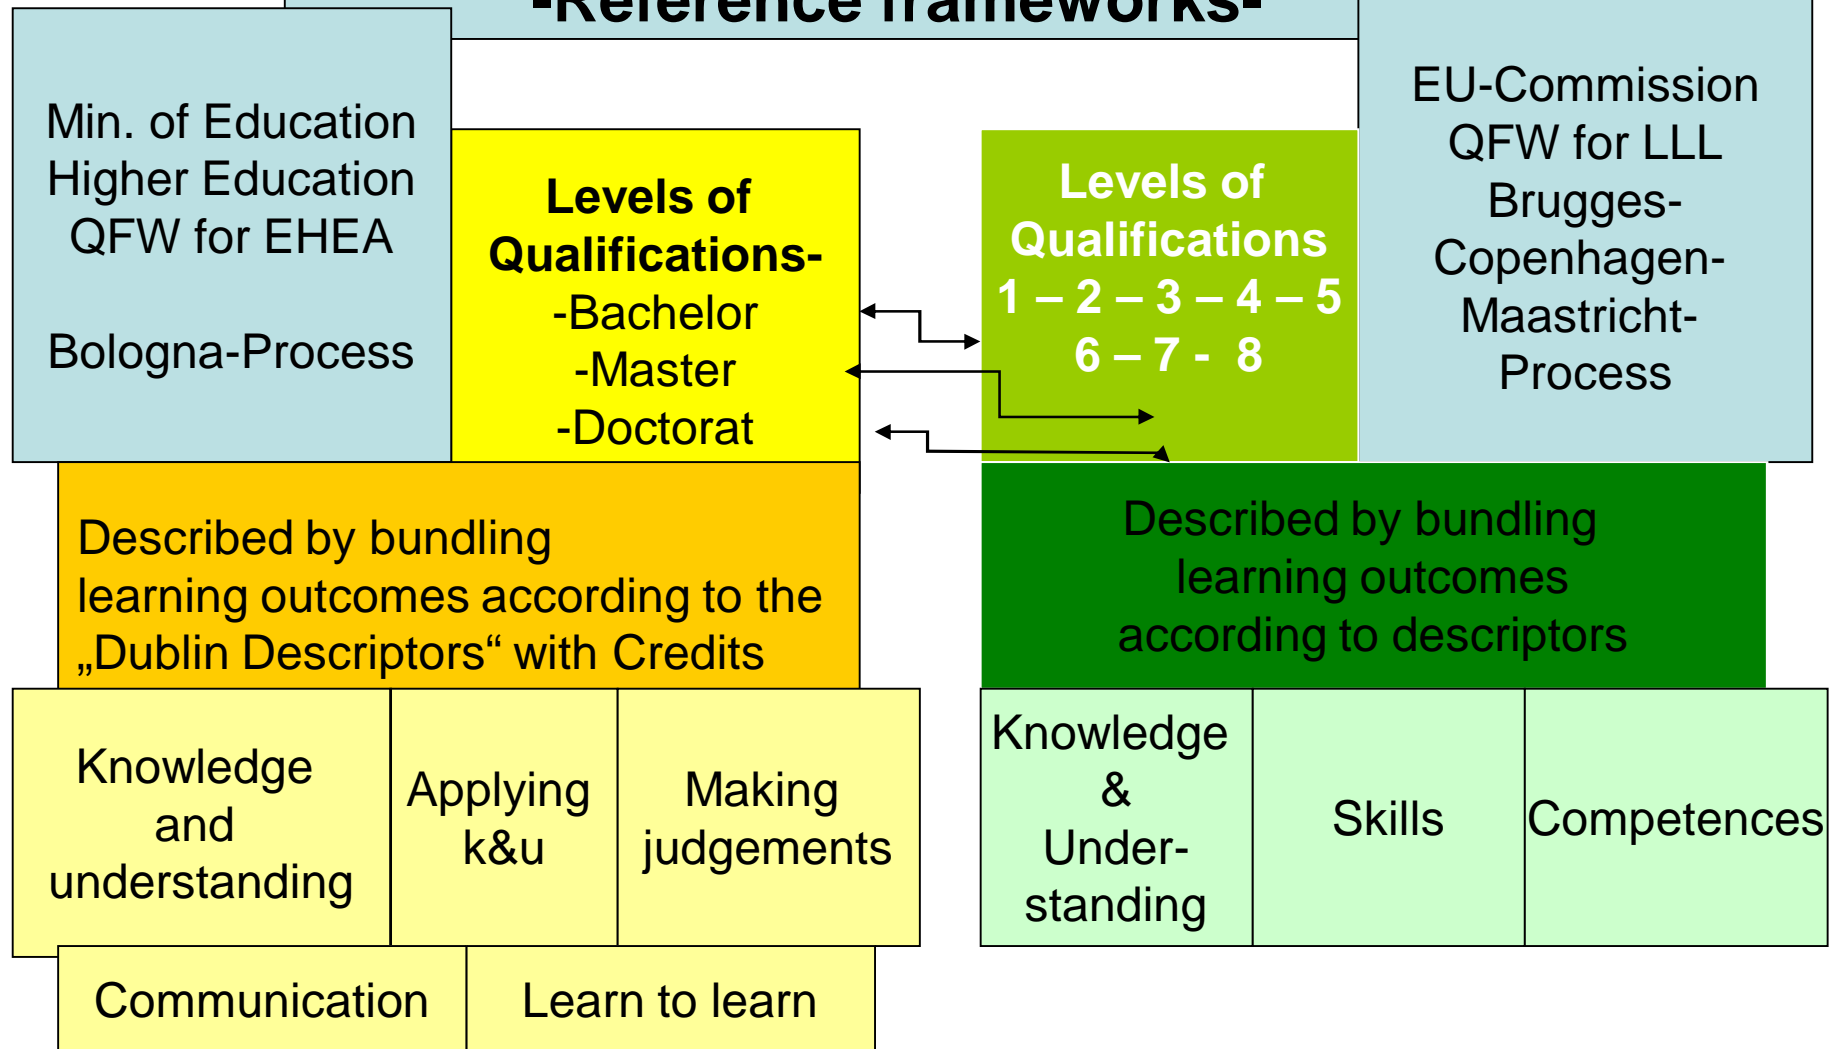 -Reference frameworks-
Min. of Education
Higher Education
QFW for EHEA
Bologna-Process
Levels of
Qualifications-
-Bachelor
-Master
-Doctorat
Levels of
Qualifications
1 – 2 – 3 – 4 – 5
6 – 7 - 8
EU-Commission
QFW for LLL
Brugges-
Copenhagen-
Maastricht-
Process
Described by bundling
learning outcomes according to the
„Dublin Descriptors“ with Credits
Described by bundling
learning outcomes
according to descriptors
Knowledge
and
understanding
Applying
k&u
Making
judgements
Knowledge
&
Under-
standing
Skills
Competences
Communication
Learn to learn